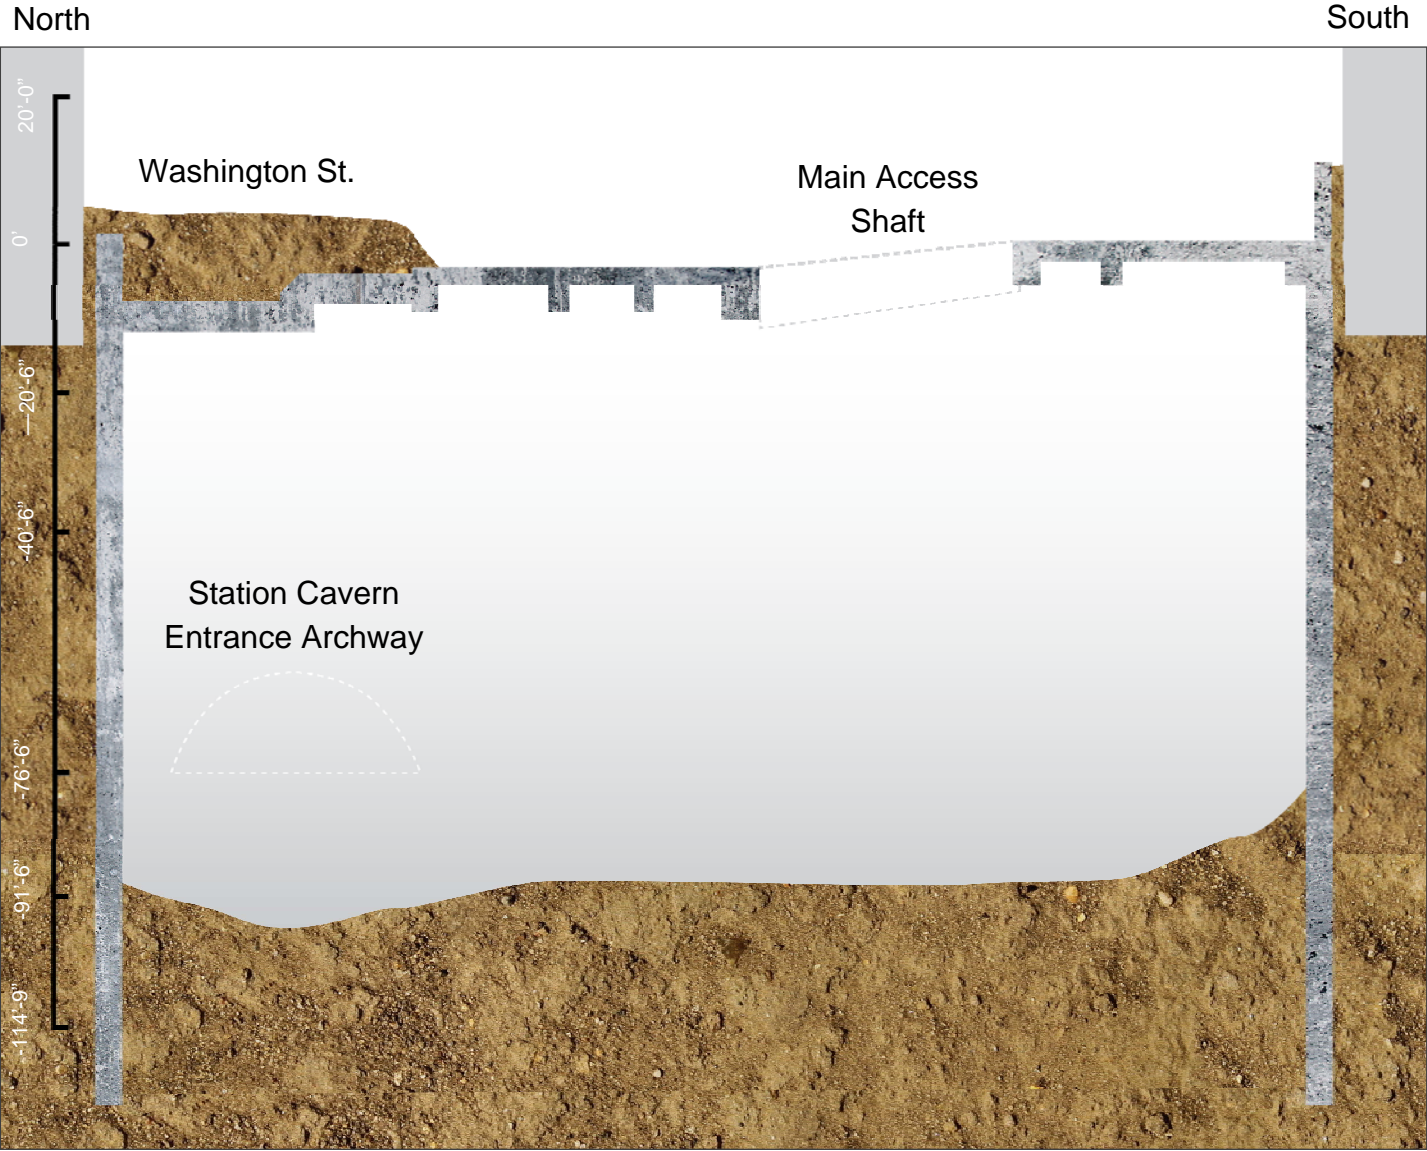 North
South
20'-0"
Washington St.
Main Access
Shaft
0'
—20'-6"
-40'-6"
Station Cavern
Entrance Archway
-76'-6"
-91'-6"
-114'-9"